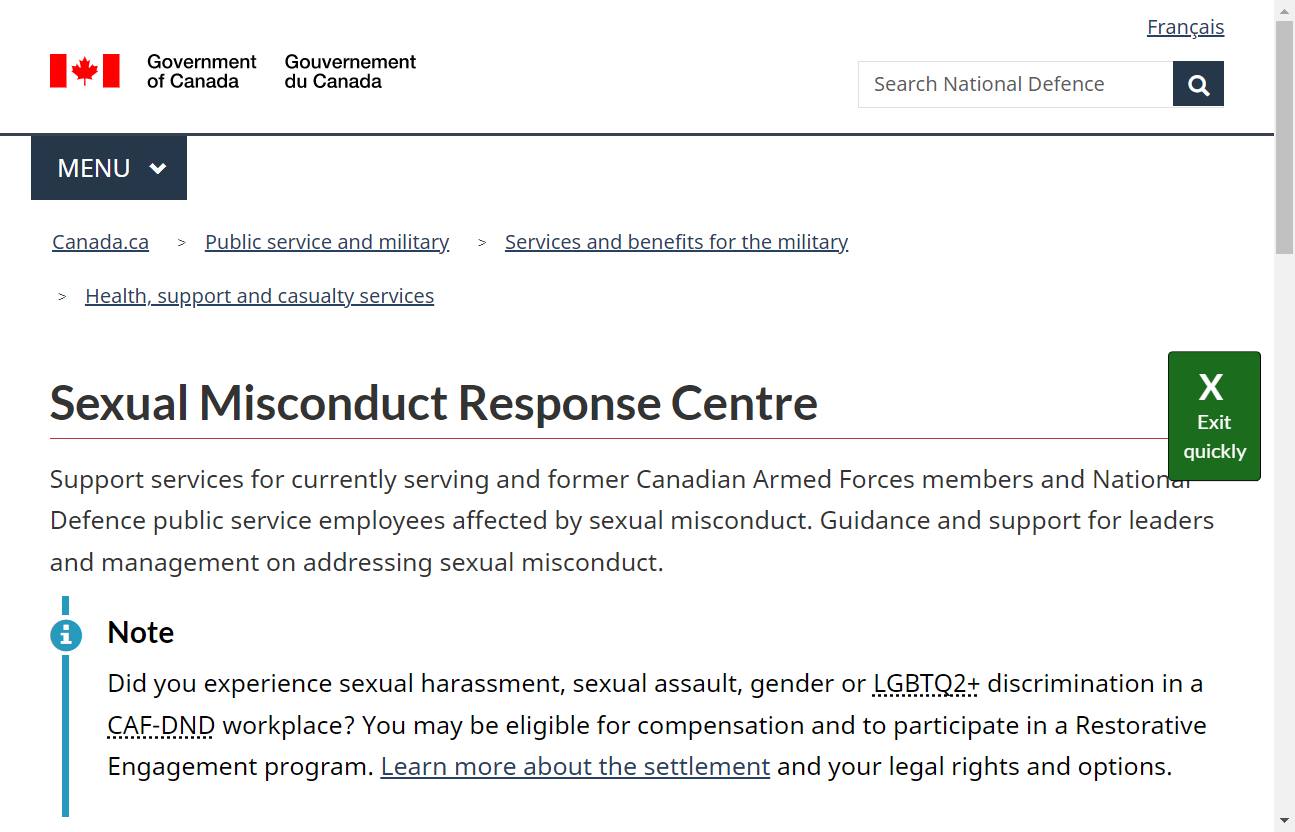 Français
Government of Canada
Gouvernement du Canada
Search National Defence
MENU
Canada.ca > Public service and military > Services and benefits for the military
> Health, support and casualty services
Sexual Misconduct Response Centre
X
Exit
quickly
Support services for currently serving and former Canadian Armed Forces members and National
Defence public service employees affected by sexual misconduct. Guidance and support for leaders
and management on addressing sexual misconduct.
Note
Did you experience sexual harassment, sexual assault, gender or LGBTQ2+ discrimination in a
CAF-DND workplace? You may be eligible for compensation and to participate in a Restorative
Engagement program. Learn more about the settlement and your legal rights and options.